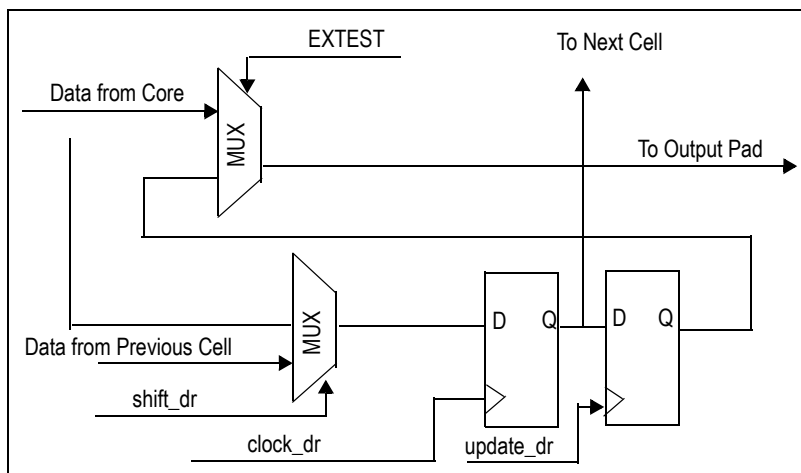 EXTEST
To Next Cell
Data from Core
MUX
To Output Pad
MUX
D Q
D Q
Data from Previous Cell
shift_dr
clock_dr
update_dr